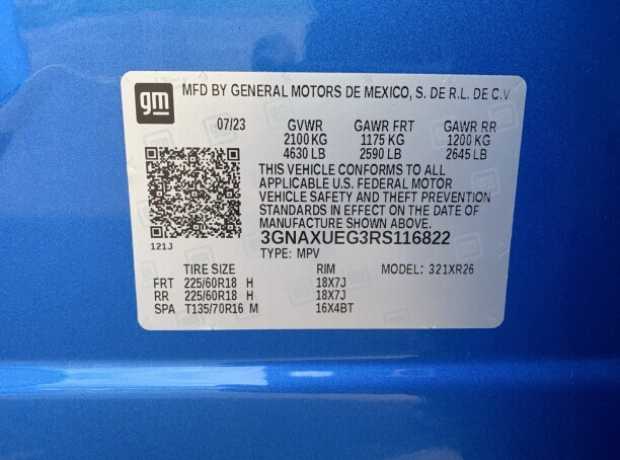 gm
MFD BY GENERAL MOTORS DE MEXICO, S. DE R.L. DE C.V.
07/23 GVWR GAWR FRT GAWR RR
2100 KG 1175 KG 1200 KG
4630 LB 2590 LB 2645 LB
THIS VEHICLE CONFORMS TO ALL
APPLICABLE U.S. FEDERAL MOTOR
VEHICLE SAFETY AND THEFT PREVENTION
STANDARDS IN EFFECT ON THE DATE OF
MANUFACTURE SHOWN ABOVE.
121J
3GNAXUEG3RS116822
TYPE: MPV
TIRE SIZE RIM MODEL: 321XR26
FRT 225/60R18 H 18X7J
RR 225/60R18 H 18X7J
SPA T135/70R16 M 16X4BT